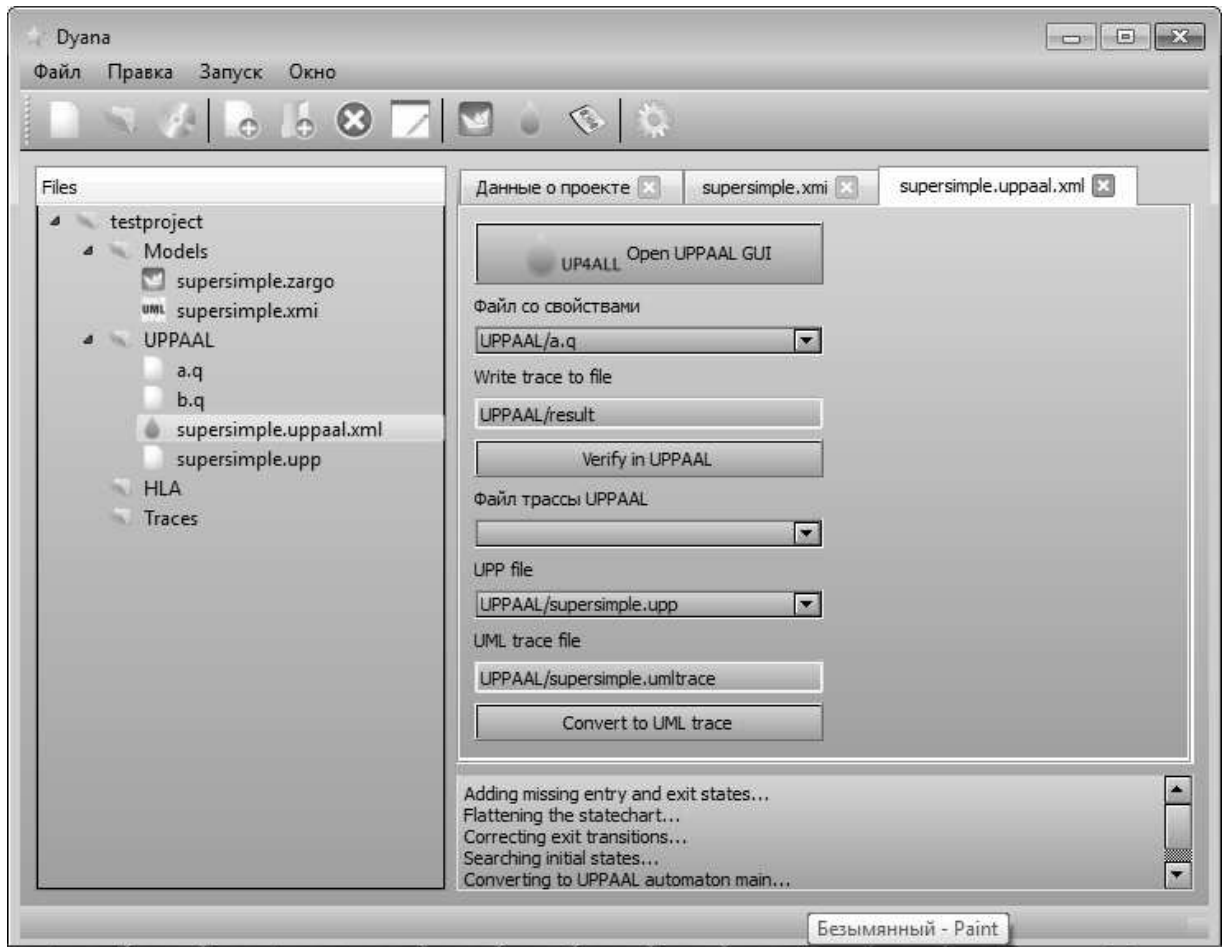 Dyana
Файл Правка Запуск Окно
Files
testproject
Models
supersimple.zargo
UML supersimple.xmi
UPPAAL
a.q
b.q
supersimple.uppaal.xml
supersimple.upp
HLA
Traces
Данные о проекте supersimple.xmi supersimple.uppaal.xml
UP4ALL Open UPPAAL GUI
Файл со свойствами
UPPAAL/a.q
Write trace to file
UPPAAL/result
Verify in UPPAAL
Файл трассы UPPAAL
UPP file
UPPAAL/supersimple.upp
UML trace file
UPPAAL/supersimple.umltrace
Convert to UML trace
Adding missing entry and exit states...
Flattening the statechart...
Correcting exit transitions...
Searching initial states...
Converting to UPPAAL automaton main...
Безымянный - Paint